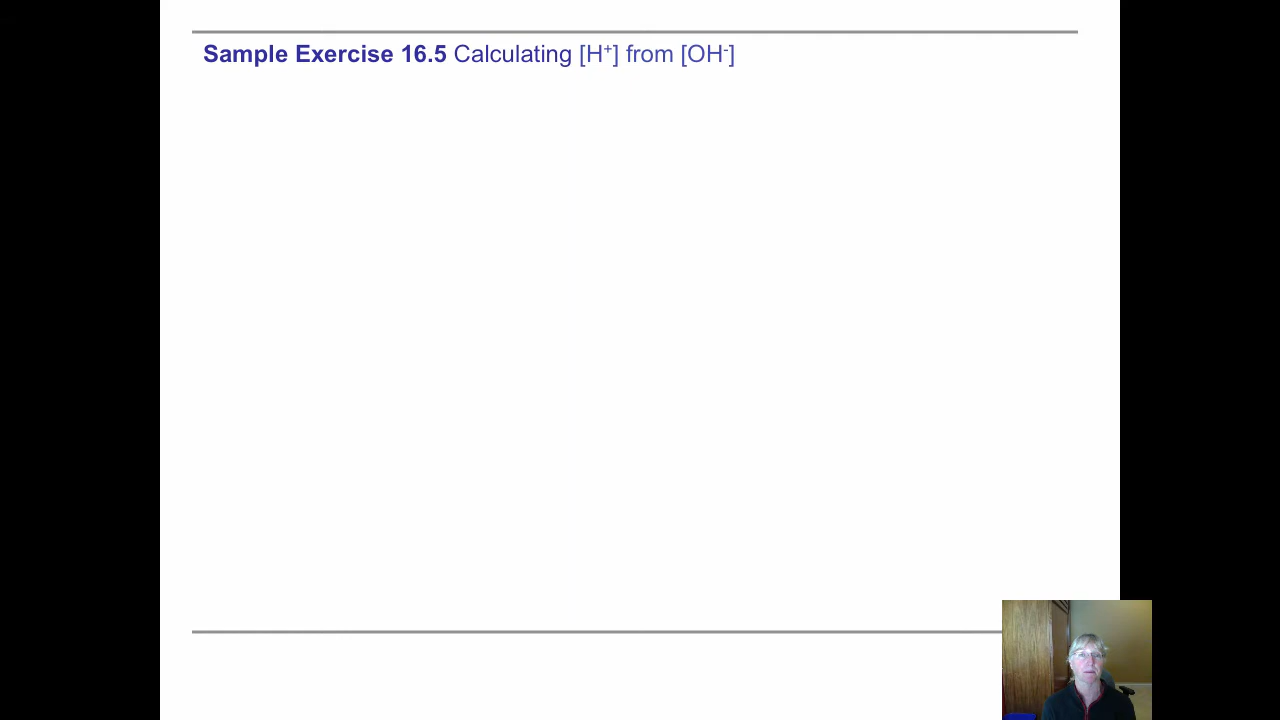 Sample Exercise 16.5 Calculating [H⁺] from [OH⁻]